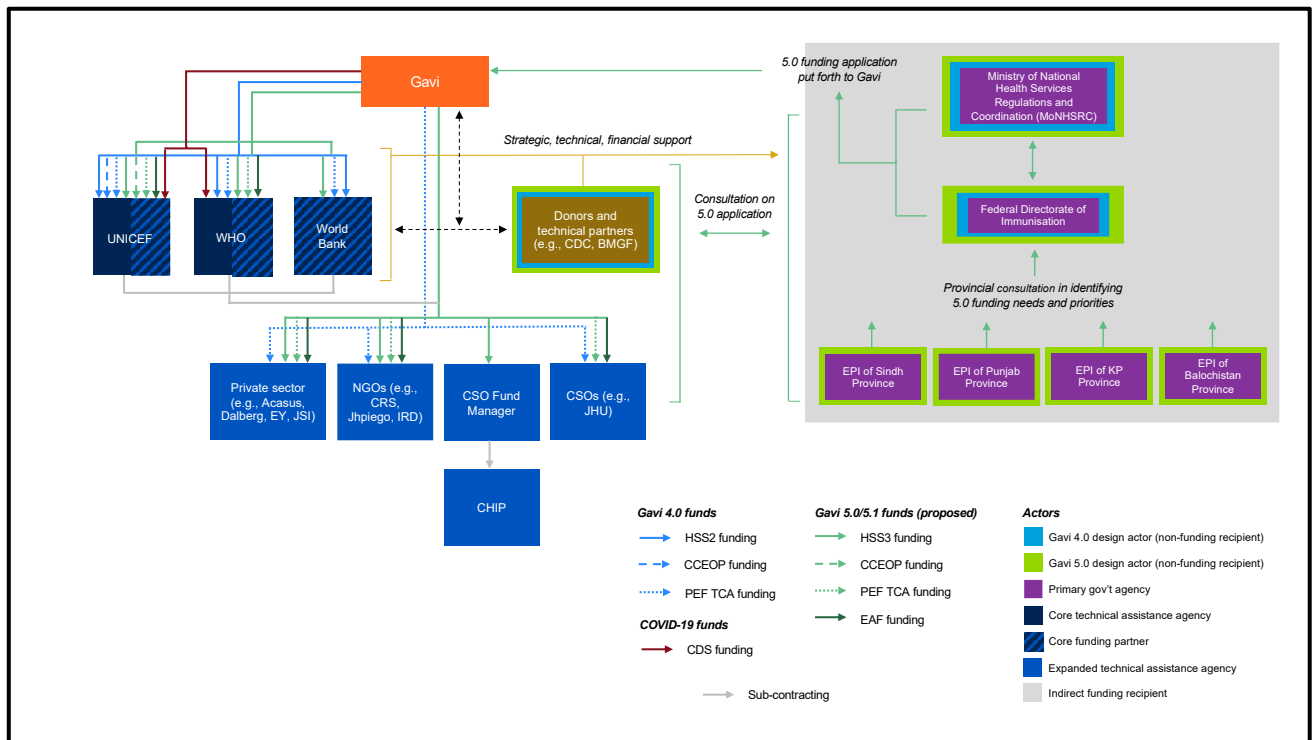 Gavi
5.0 funding application
put forth to Gavi
Ministry of National
Health Services
Regulations and
Coordination (MoNHSRC)
Strategic, technical, financial support
UNICEF
WHO
World
Bank
Donors and
technical partners
(e.g., CDC, BMGF)
Consultation on
5.0 application
Federal Directorate of
Immunisation
Provincial consultation in identifying
5.0 funding needs and priorities
EPI of Sindh
Province
EPI of Punjab
Province
EPI of KP
Province
EPI of
Balochistan
Province
Private sector
(e.g., Acasus,
Dalberg, EY, JSI)
NGOs (e.g.,
CRS,
Jhpiego, IRD)
CSO Fund
Manager
CSOs (e.g.,
JHU)
CHIP
Gavi 4.0 funds
HSS2 funding
CCEOP funding
PEF TCA funding
COVID-19 funds
CDS funding
Sub-contracting
Gavi 5.0/5.1 funds (proposed)
HSS3 funding
CCEOP funding
PEF TCA funding
EAF funding
Actors
Gavi 4.0 design actor (non-funding recipient)
Gavi 5.0 design actor (non-funding recipient)
Primary gov’t agency
Core technical assistance agency
Core funding partner
Expanded technical assistance agency
Indirect funding recipient